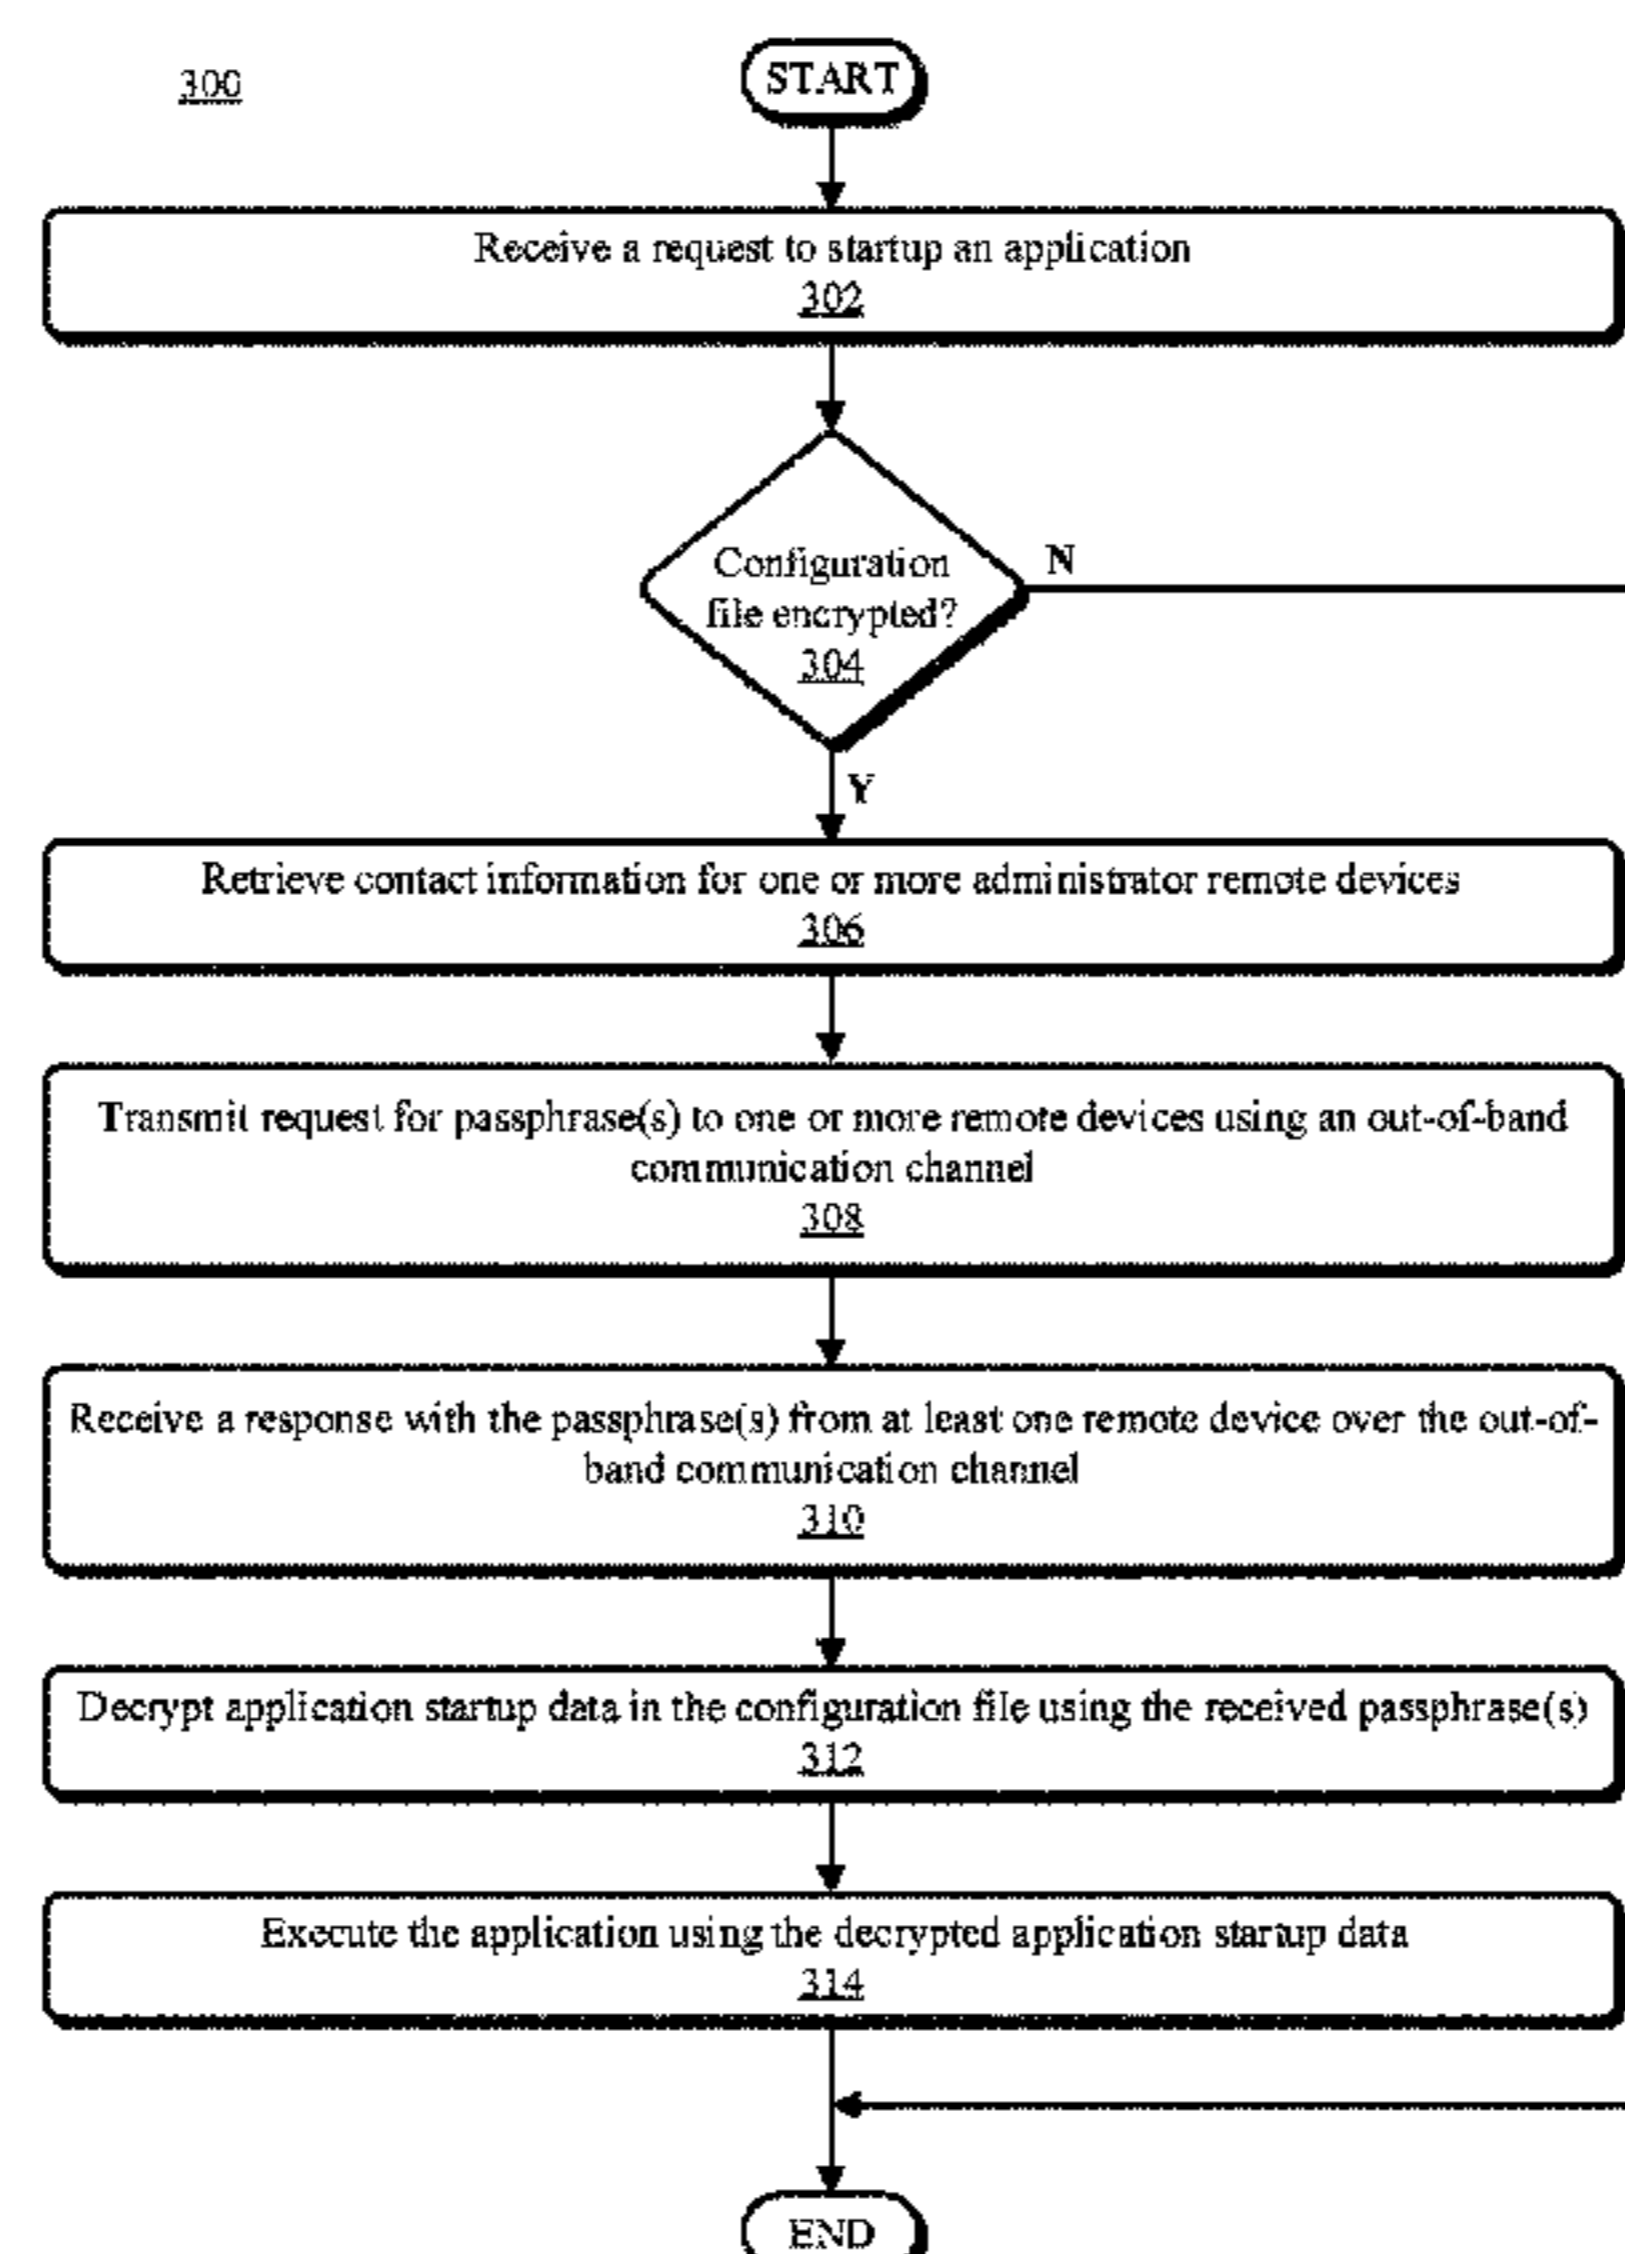 300
START
Receive a request to startup an application
302
Configuration
file encrypted?
304
N
Y
Retrieve contact information for one or more administrator remote devices
306
Transmit request for passphrase(s) to one or more remote devices using an out-of-band
communication channel
308
Receive a response with the passphrase(s) from at least one remote device over the out-of-
band communication channel
310
Decrypt application startup data in the configuration file using the received passphrase(s)
312
Execute the application using the decrypted application startup data
314
END